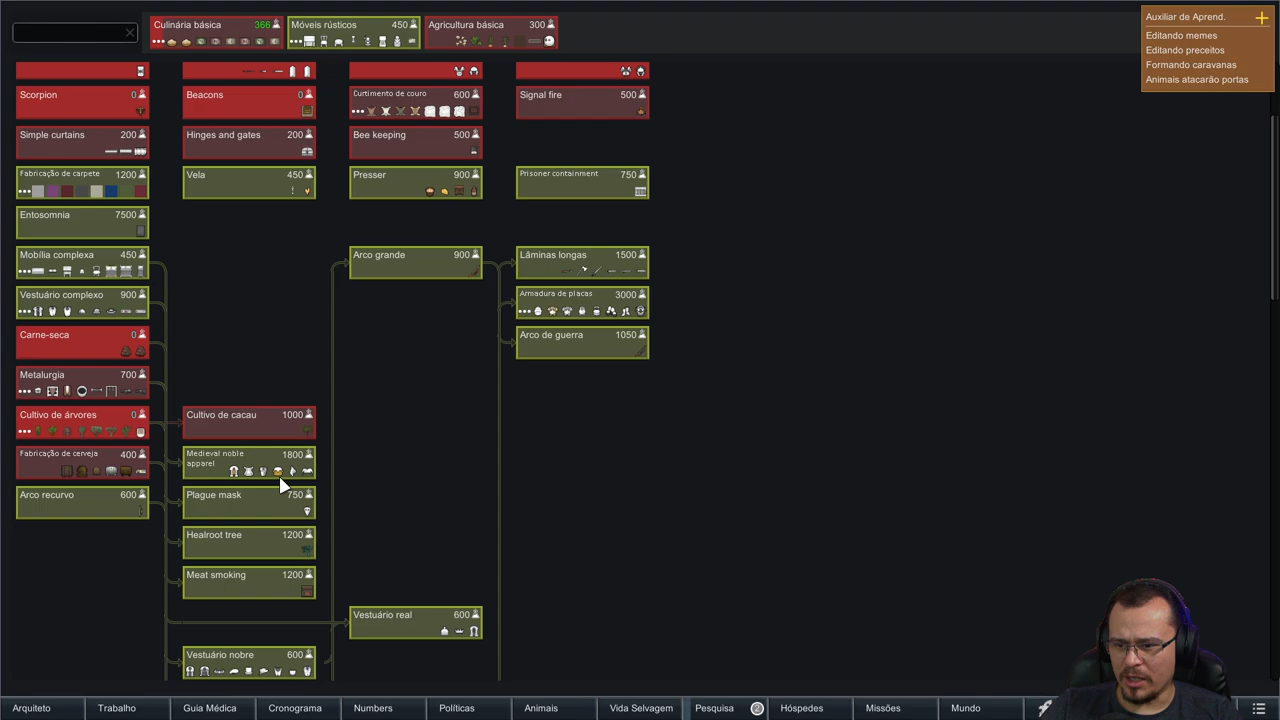 Culinária básica 366
Móveis rústicos 450
Agricultura básica 300
Auxiliar de Aprend.
Editando memes
Editando preceitos
Formando caravanas
Animais atacarão portas
Scorpion 0
Beacons 0
Curtimento de couro 600
Signal fire 500
Simple curtains 200
Hinges and gates 200
Bee keeping 500
Fabricação de carpete 1200
Vela 450
Presser 900
Prisoner containment 750
Entosomnia 7500
Mobília complexa 450
Arco grande 900
Lâminas longas 1500
Vestuário complexo 900
Armadura de placas 3000
Carne-seca 0
Arco de guerra 1050
Metalurgia 700
Cultivo de árvores 0
Cultivo de cacau 1000
Fabricação de cerveja 400
Medieval noble
apparel 1800
Arco recurvo 600
Plague mask 750
Healroot tree 1200
Meat smoking 1200
Vestuário real 600
Vestuário nobre 600
Arquiteto
Trabalho
Guia Médica
Cronograma
Numbers
Políticas
Animais
Vida Selvagem
Pesquisa
Hóspedes
Missões
Mundo